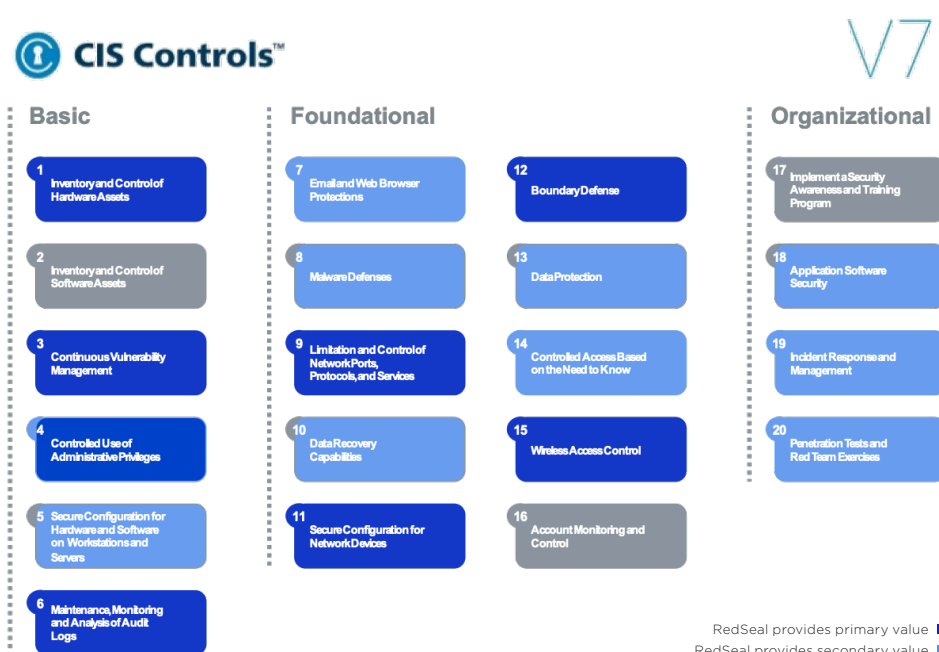 CIS Controls™
V7
Basic
Foundational
Organizational
1
Inventory and Control of
Hardware Assets
2
Inventory and Control of
Software Assets
3
Continuous Vulnerability
Management
4
Controlled Use of
Administrative Privileges
5
Secure Configuration for
Hardware and Software
on Workstations and
Servers
6
Maintenance, Monitoring
and Analysis of Audit
Logs
7
Email and Web Browser
Protections
8
Malware Defenses
9
Limitation and Control of
Network Ports,
Protocols, and Services
10
Data Recovery
Capabilities
11
Secure Configuration for
Network Devices
12
Boundary Defense
13
Data Protection
14
Controlled Access Based
on the Need to Know
15
Wireless Access Control
16
Account Monitoring and
Control
17
Implement a Security
Awareness and Training
Program
18
Application Software
Security
19
Incident Response and
Management
20
Penetration Tests and
Red Team Exercises
RedSeal provides primary value
RedSeal provides secondary value